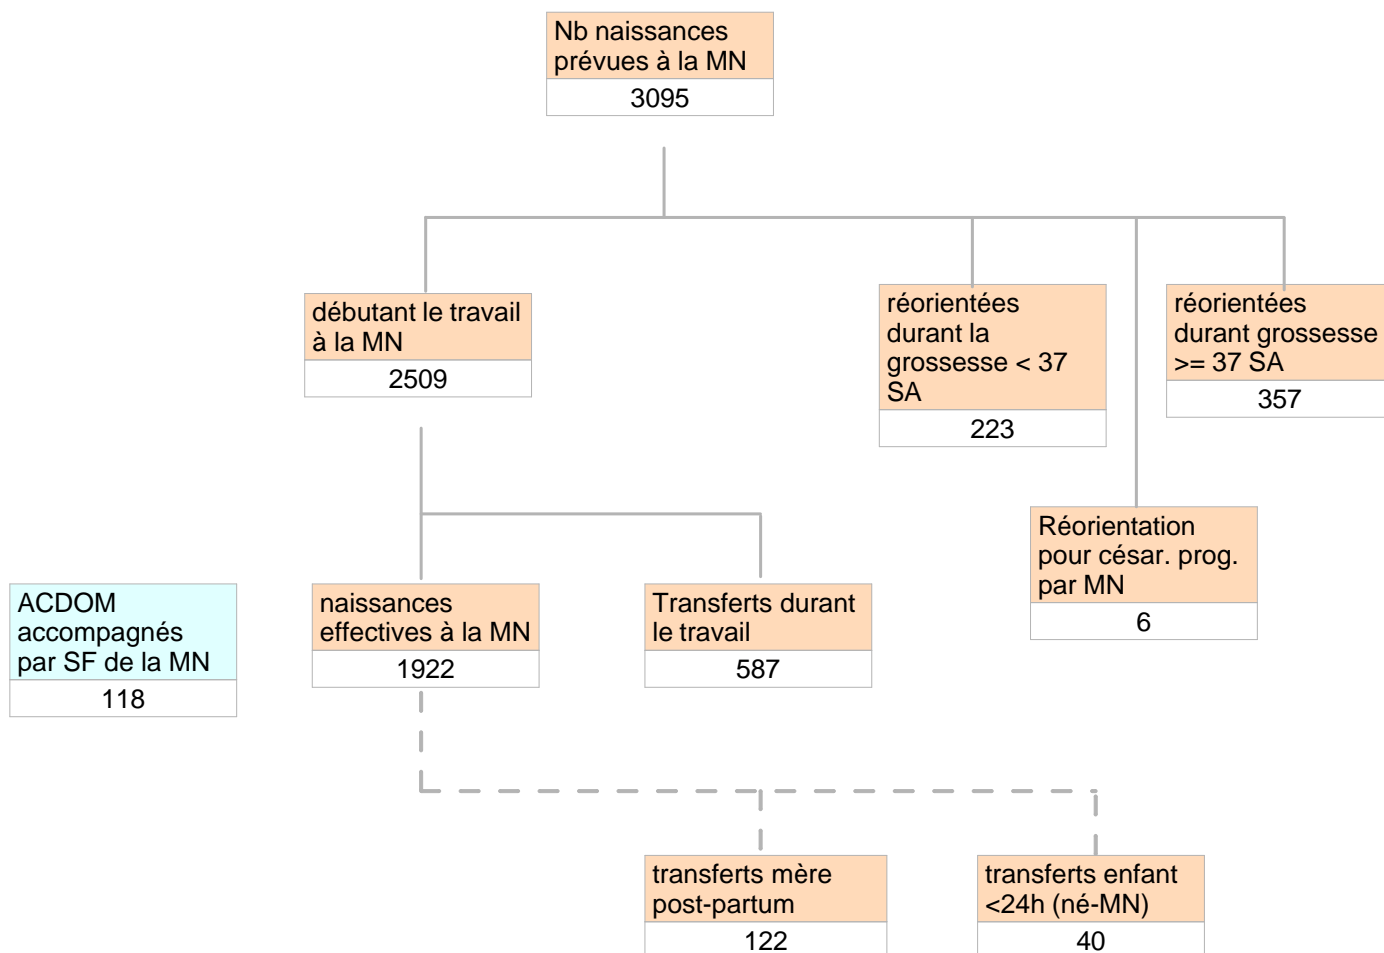 Nb naissances
prévues à la MN
3095
débutant le travail
à la MN
2509
réorientées
durant la
grossesse < 37
SA
223
réorientées
durant grossesse
>= 37 SA
357
Réorientation
pour césar. prog.
par MN
6
ACDOM
accompagnés
par SF de la MN
118
naissances
effectives à la MN
1922
Transferts durant
le travail
587
transferts mère
post-partum
122
transferts enfant
<24h (né-MN)
40